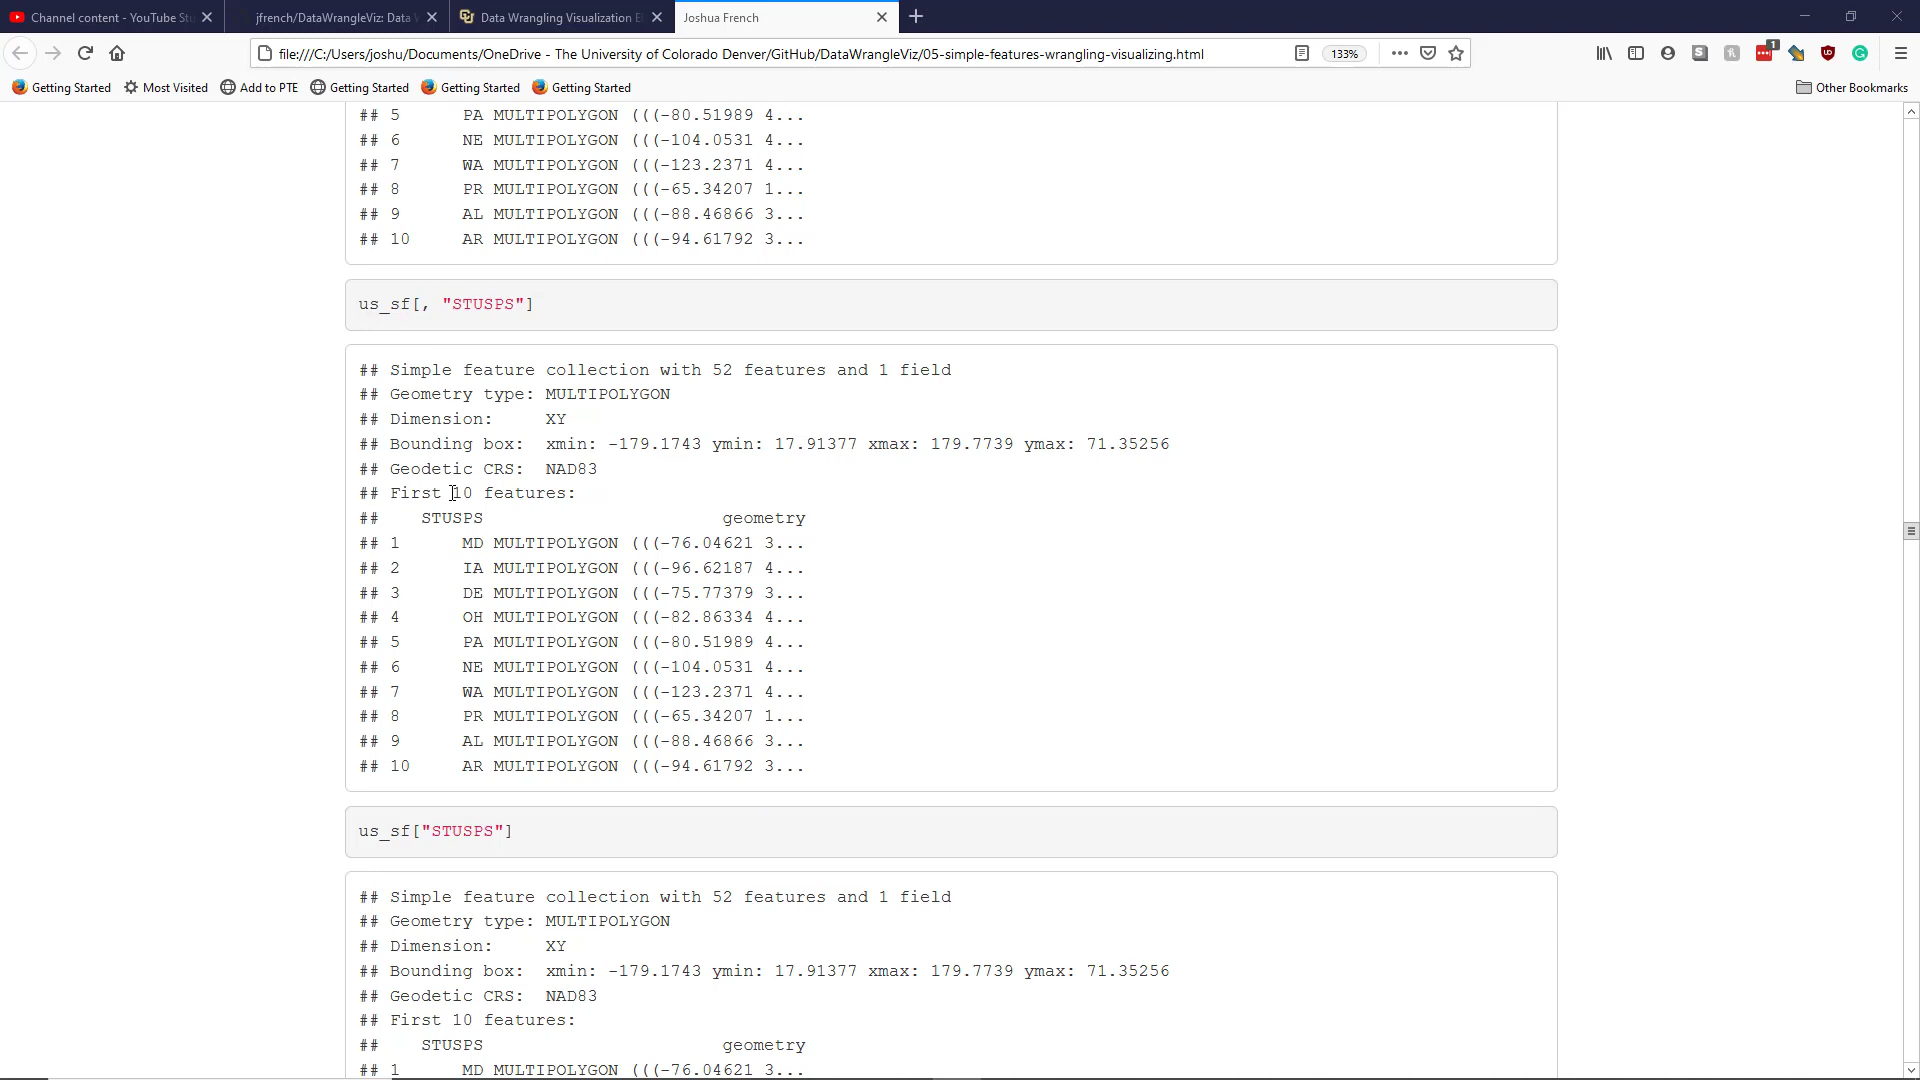 Channel content - YouTube St
jfrench/DataWrangleViz: Data
Data Wrangling Visualization E
Joshua French
file:///C:/Users/joshu/Documents/OneDrive - The University of Colorado Denver/GitHub/DataWrangleViz/05-simple-features-wrangling-visualizing.html
133%
1
Getting Started
Most Visited
Add to PTE
Getting Started
Getting Started
Getting Started
Other Bookmarks
## 5      PA MULTIPOLYGON (((-80.51989 4...
## 6      NE MULTIPOLYGON (((-104.0531 4...
## 7      WA MULTIPOLYGON (((-123.2371 4...
## 8      PR MULTIPOLYGON (((-65.34207 1...
## 9      AL MULTIPOLYGON (((-88.46866 3...
## 10     AR MULTIPOLYGON (((-94.61792 3...
us_sf[, "STUSPS"]
## Simple feature collection with 52 features and 1 field
## Geometry type: MULTIPOLYGON
## Dimension:     XY
## Bounding box:  xmin: -179.1743 ymin: 17.91377 xmax: 179.7739 ymax: 71.35256
## Geodetic CRS:  NAD83
## First 10 features:
##    STUSPS                       geometry
## 1      MD MULTIPOLYGON (((-76.04621 3...
## 2      IA MULTIPOLYGON (((-96.62187 4...
## 3      DE MULTIPOLYGON (((-75.77379 3...
## 4      OH MULTIPOLYGON (((-82.86334 4...
## 5      PA MULTIPOLYGON (((-80.51989 4...
## 6      NE MULTIPOLYGON (((-104.0531 4...
## 7      WA MULTIPOLYGON (((-123.2371 4...
## 8      PR MULTIPOLYGON (((-65.34207 1...
## 9      AL MULTIPOLYGON (((-88.46866 3...
## 10     AR MULTIPOLYGON (((-94.61792 3...
us_sf["STUSPS"]
## Simple feature collection with 52 features and 1 field
## Geometry type: MULTIPOLYGON
## Dimension:     XY
## Bounding box:  xmin: -179.1743 ymin: 17.91377 xmax: 179.7739 ymax: 71.35256
## Geodetic CRS:  NAD83
## First 10 features:
##    STUSPS                       geometry
## 1      MD MULTIPOLYGON (((-76.04621 3...